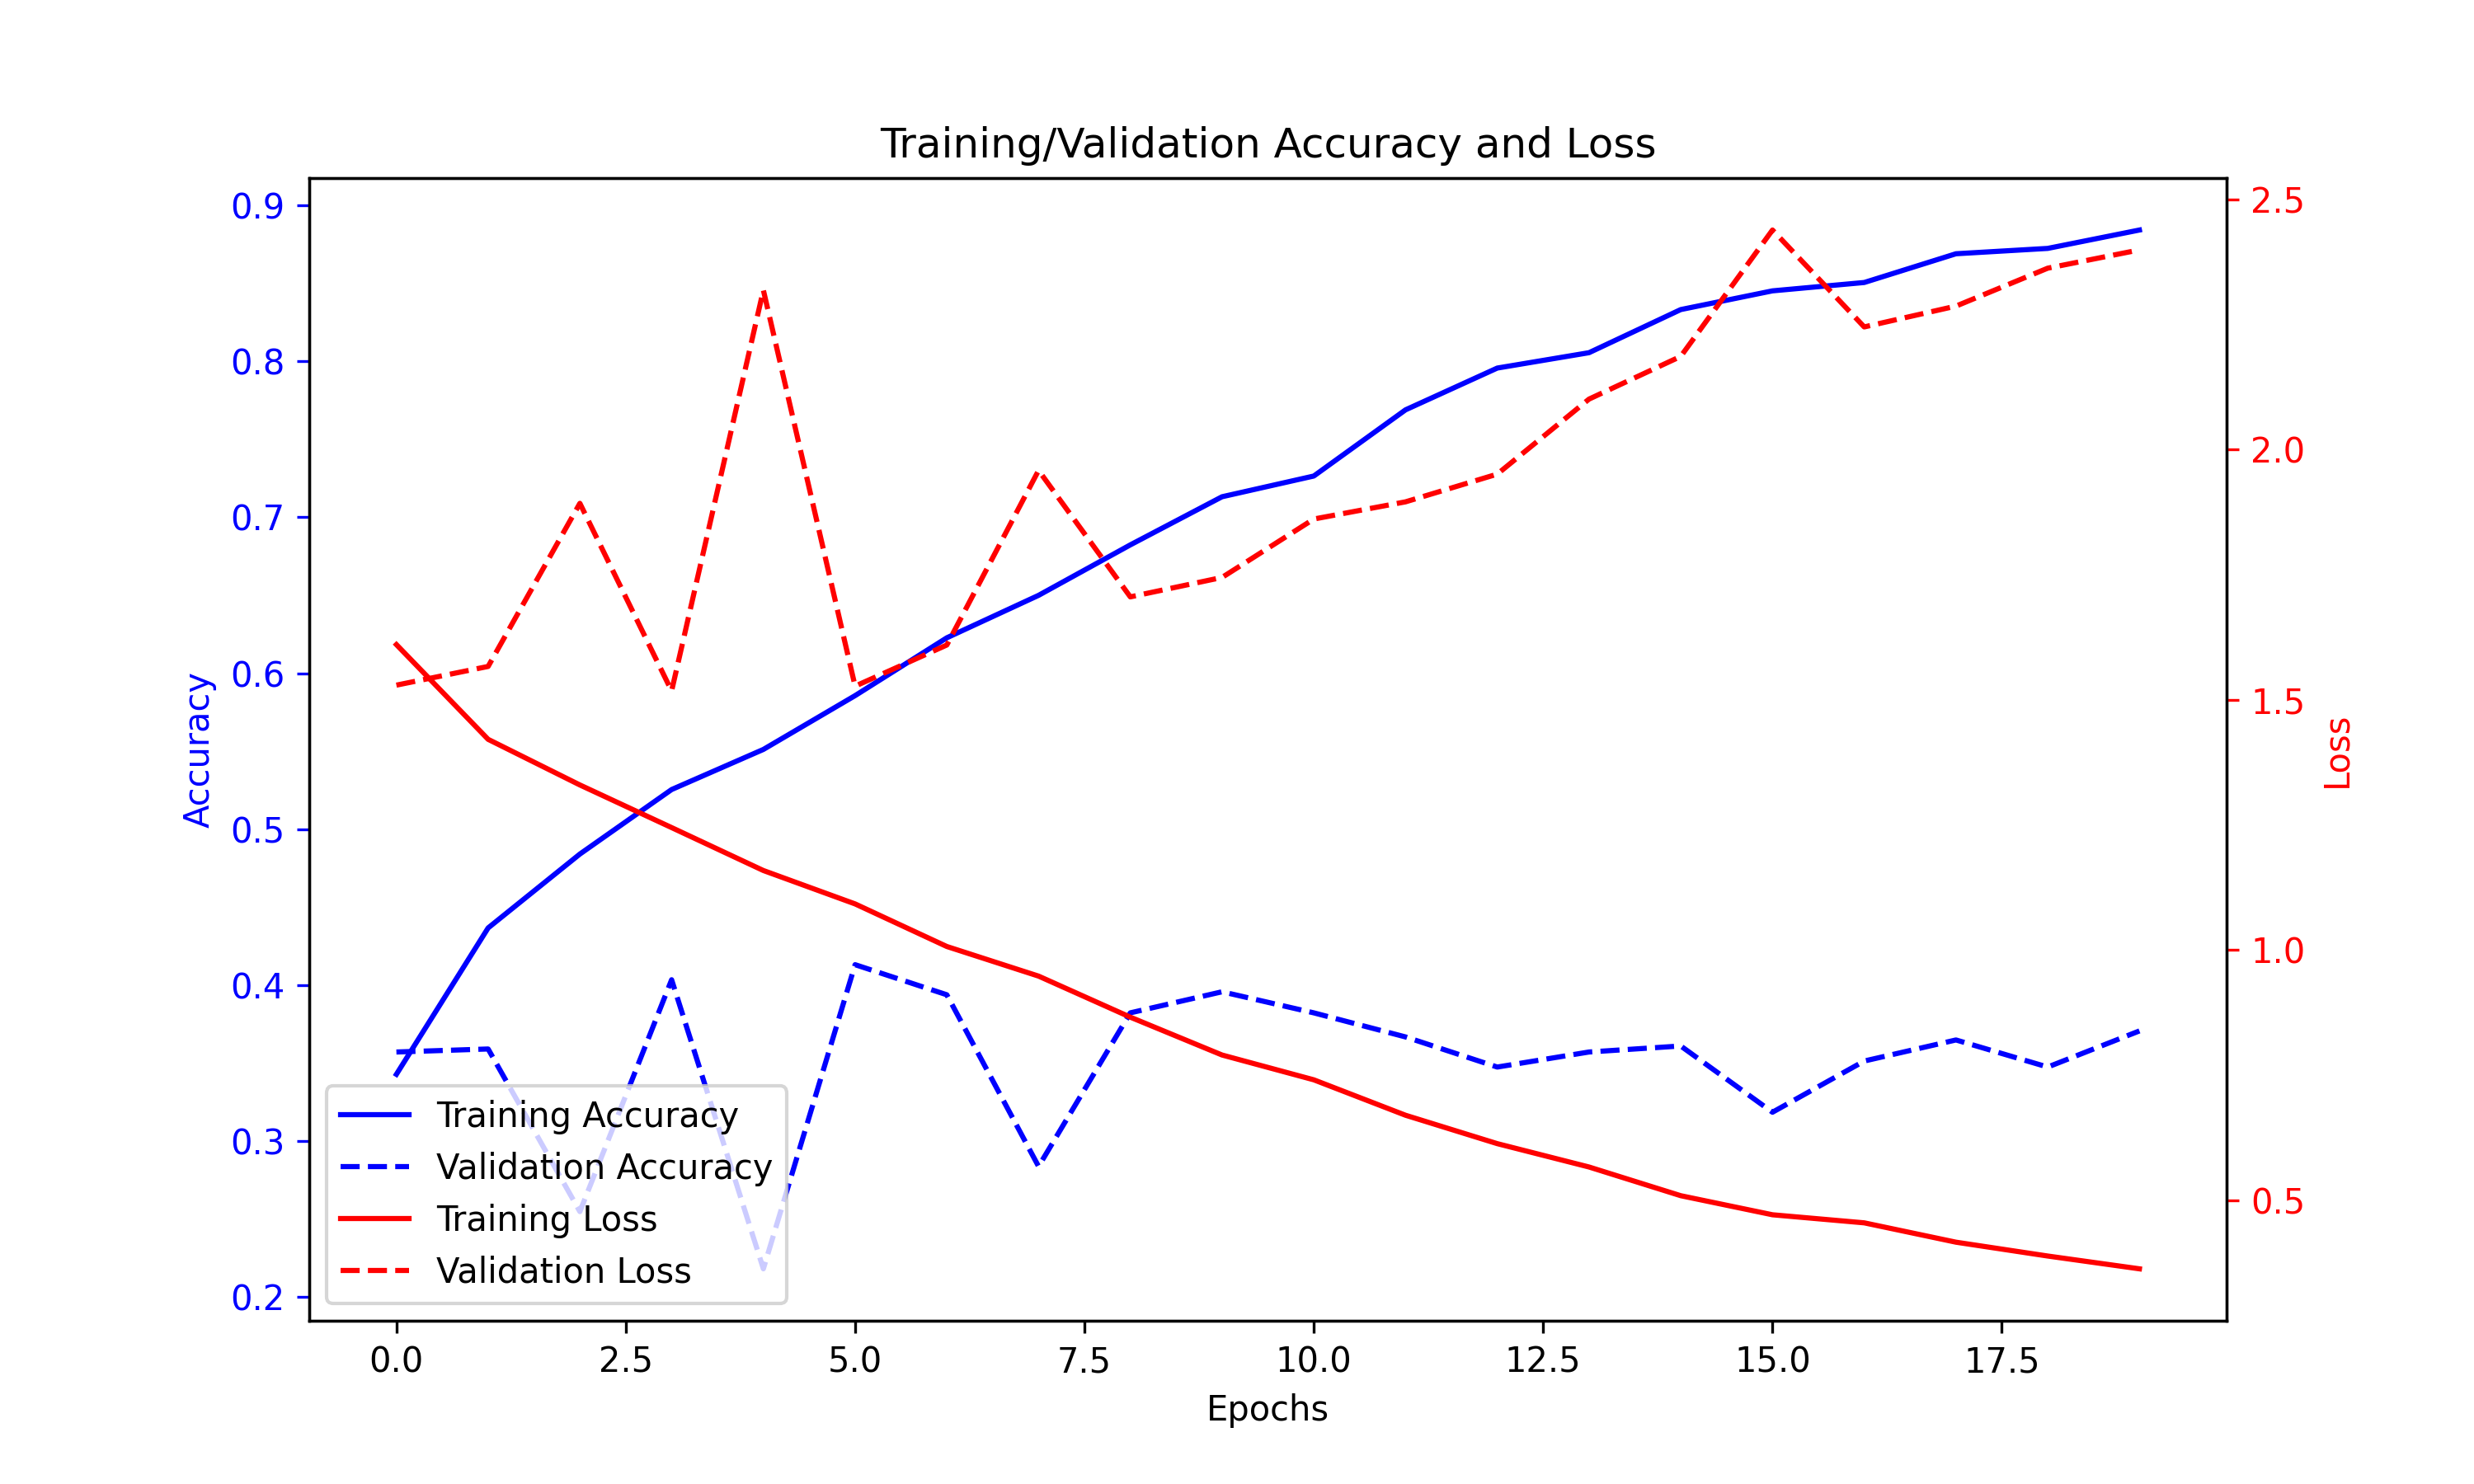 Training/Validation Accuracy and Loss
0.9
0.8
0.7
0.6
0.5
0.4
0.3
0.2
Accuracy
2.5
2.0
1.5
1.0
0.5
Loss
Training Accuracy
Validation Accuracy
Training Loss
Validation Loss
0.0 2.5 5.0 7.5 10.0 12.5 15.0 17.5
Epochs